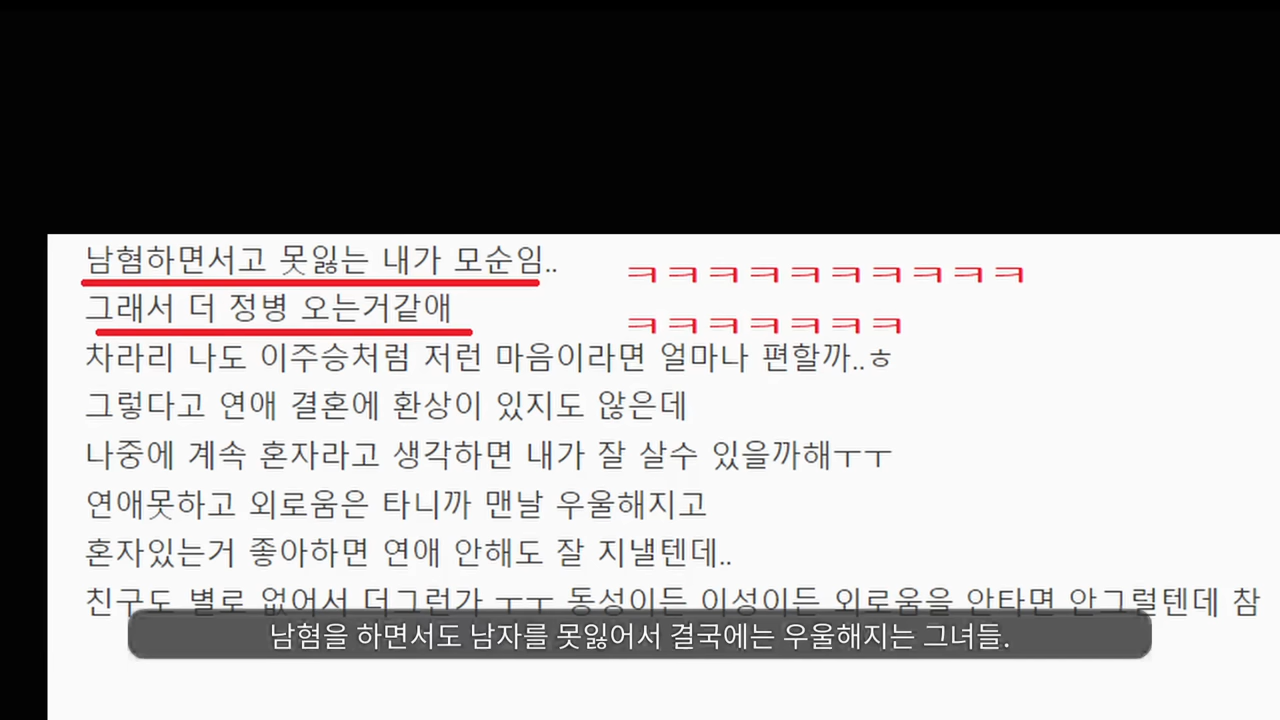 남혐하면서고 못잃는 내가 모순임.. ㅋㅋㅋㅋㅋㅋㅋㅋㅋㅋ
그래서 더 정병 오는거같애 ㅋㅋㅋㅋㅋㅋㅋ
차라리 나도 이주승처럼 저런 마음이라면 얼마나 편할까..ㅎ
그렇다고 연애 결혼에 환상이 있지도 않은데
나중에 계속 혼자라고 생각하면 내가 잘 살수 있을까해ㅜㅜ
연애못하고 외로움은 타니까 맨날 우울해지고
혼자있는거 좋아하면 연애 안해도 잘 지낼텐데..
친구도 별로 없어서 더그런가 ㅜㅜ 동성이든 이성이든 외로움을 안타면 안그럴텐데 참
남혐을 하면서도 남자를 못잃어서 결국에는 우울해지는 그녀들.